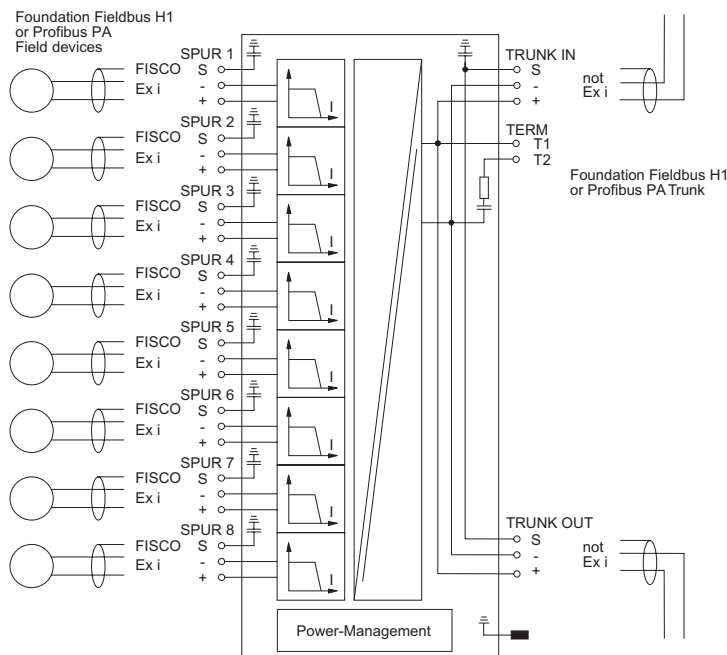 Foundation Fieldbus H1
or Profibus PA
Field devices
SPUR 1
FISCO S
Ex i -
+
SPUR 2
FISCO S
Ex i -
+
SPUR 3
FISCO S
Ex i -
+
SPUR 4
FISCO S
Ex i -
+
SPUR 5
FISCO S
Ex i -
+
SPUR 6
FISCO S
Ex i -
+
SPUR 7
FISCO S
Ex i -
+
SPUR 8
FISCO S
Ex i -
+
I
I
I
I
I
I
I
I
Power-Management
TRUNK IN
S
-
+
not
Ex i
TERM
T1
T2
Foundation Fieldbus H1
or Profibus PA Trunk
TRUNK OUT
S
-
+
not
Ex i